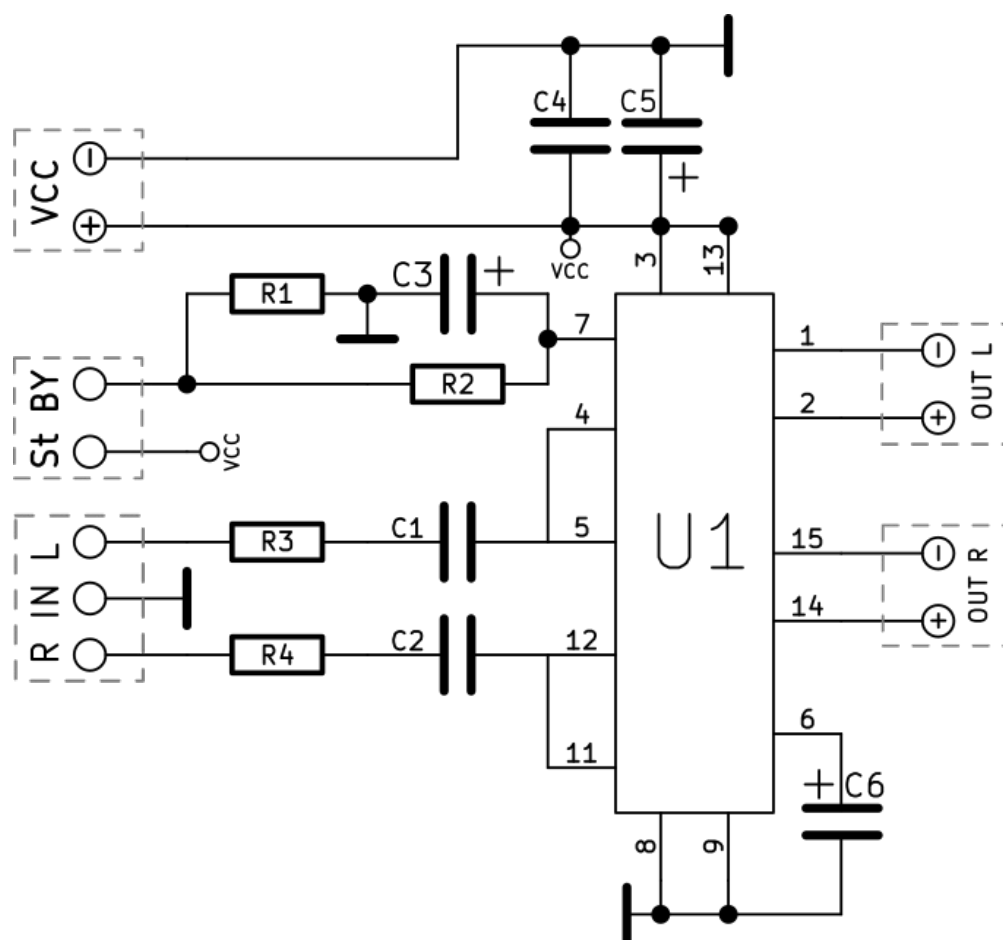 C4
C5
VCC
−
+
+
VCC
3
13
R1
C3
+
7
1
−
OUT L
2
+
BY
R2
St
VCC
4
L
R3
C1
5
U1
15
−
OUT R
IN
14
+
R
R4
C2
12
11
6
+
C6
8
9